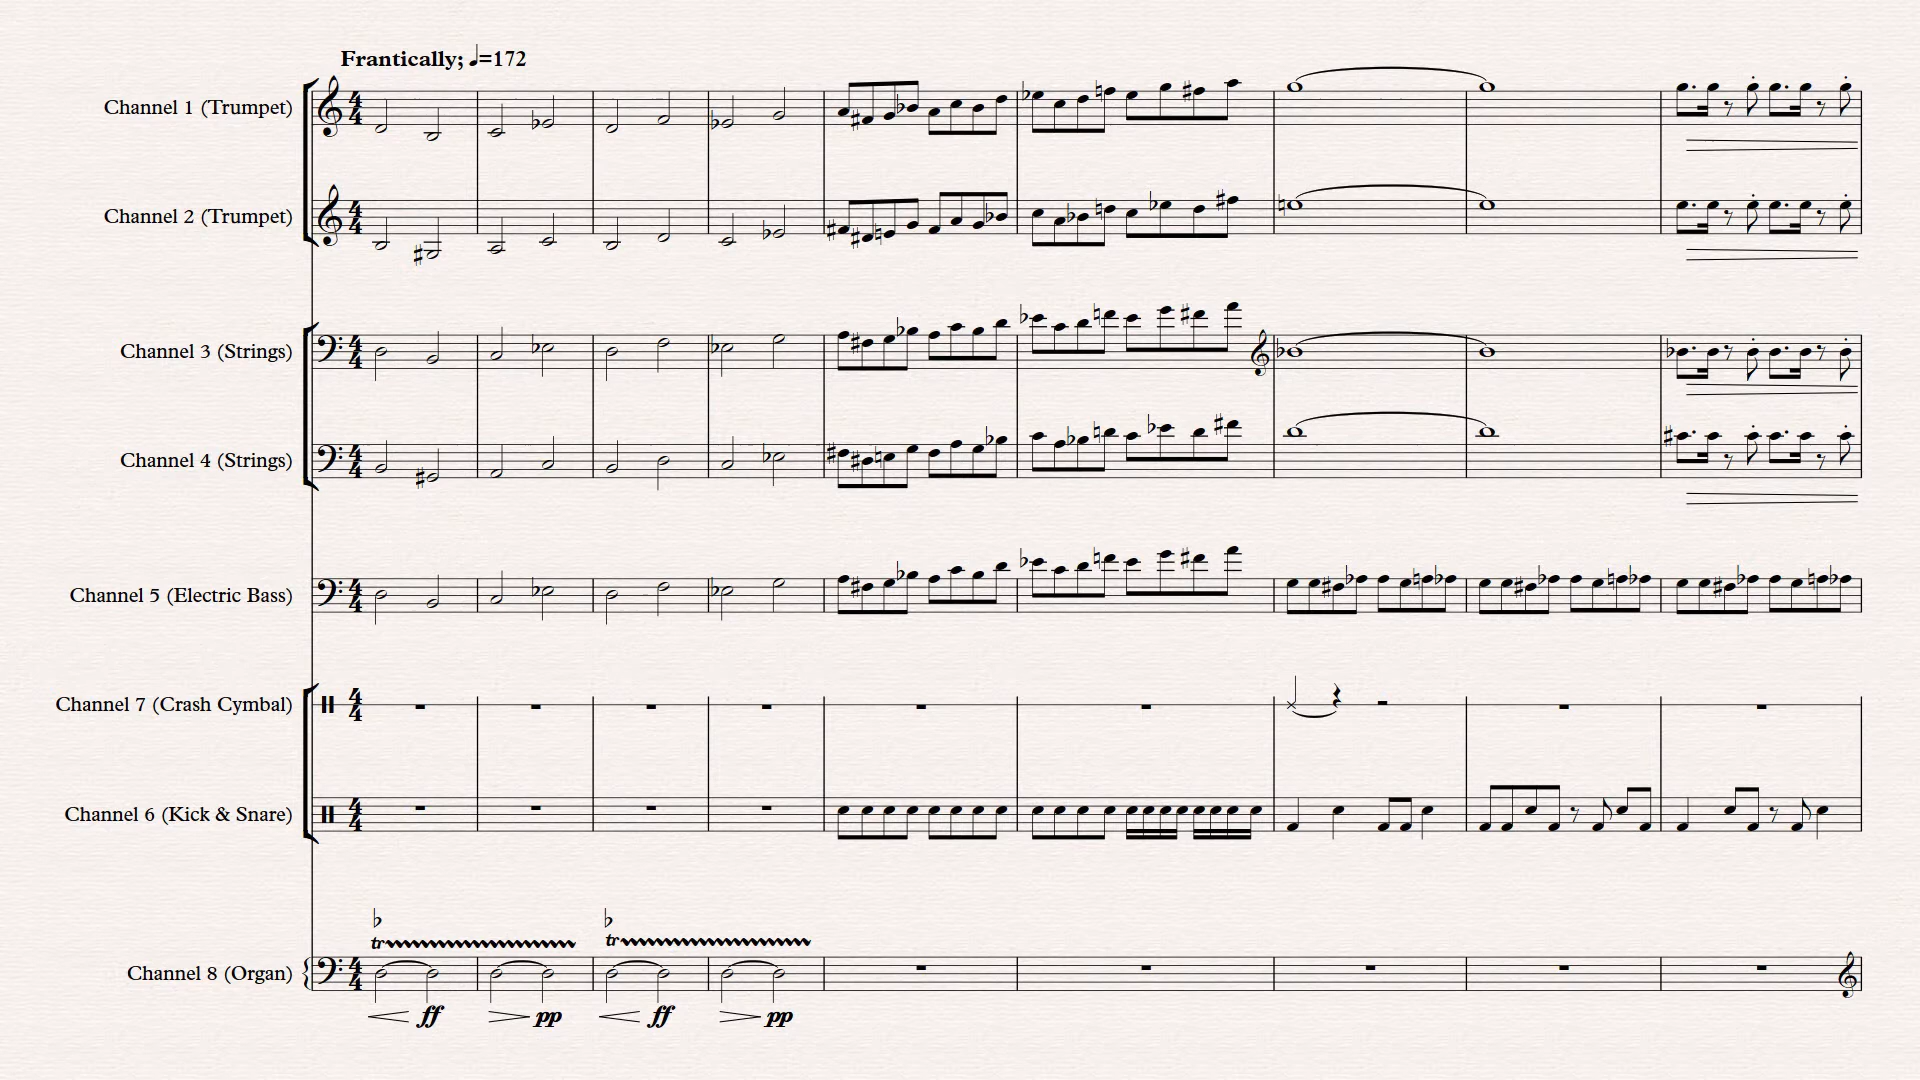 Frantically; ♩=172
Channel 1 (Trumpet)
Channel 2 (Trumpet)
Channel 3 (Strings)
Channel 4 (Strings)
Channel 5 (Electric Bass)
Channel 7 (Crash Cymbal)
Channel 6 (Kick & Snare)
tr tr
Channel 8 (Organ)
ff pp ff pp